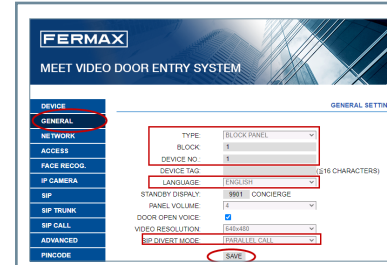 FERMAX
MEET VIDEO DOOR ENTRY SYSTEM
DEVICE
GENERAL SETTIN
GENERAL
NETWORK
TYPE: BLOCK PANEL
ACCESS
BLOCK: 1
DEVICE NO.: 1
FACE RECOG.
DEVICE TAG: (≦16 CHARACTERS)
IP CAMERA
LANGUAGE: ENGLISH
SIP
STANDBY DISPALY: 9901 CONCIERGE
SIP TRUNK
PANEL VOLUME: 4
SIP CALL
DOOR OPEN VOICE:
VIDEO RESOLUTION: 640x480
ADVANCED
SIP DIVERT MODE: PARALLEL CALL
PINCODE
SAVE